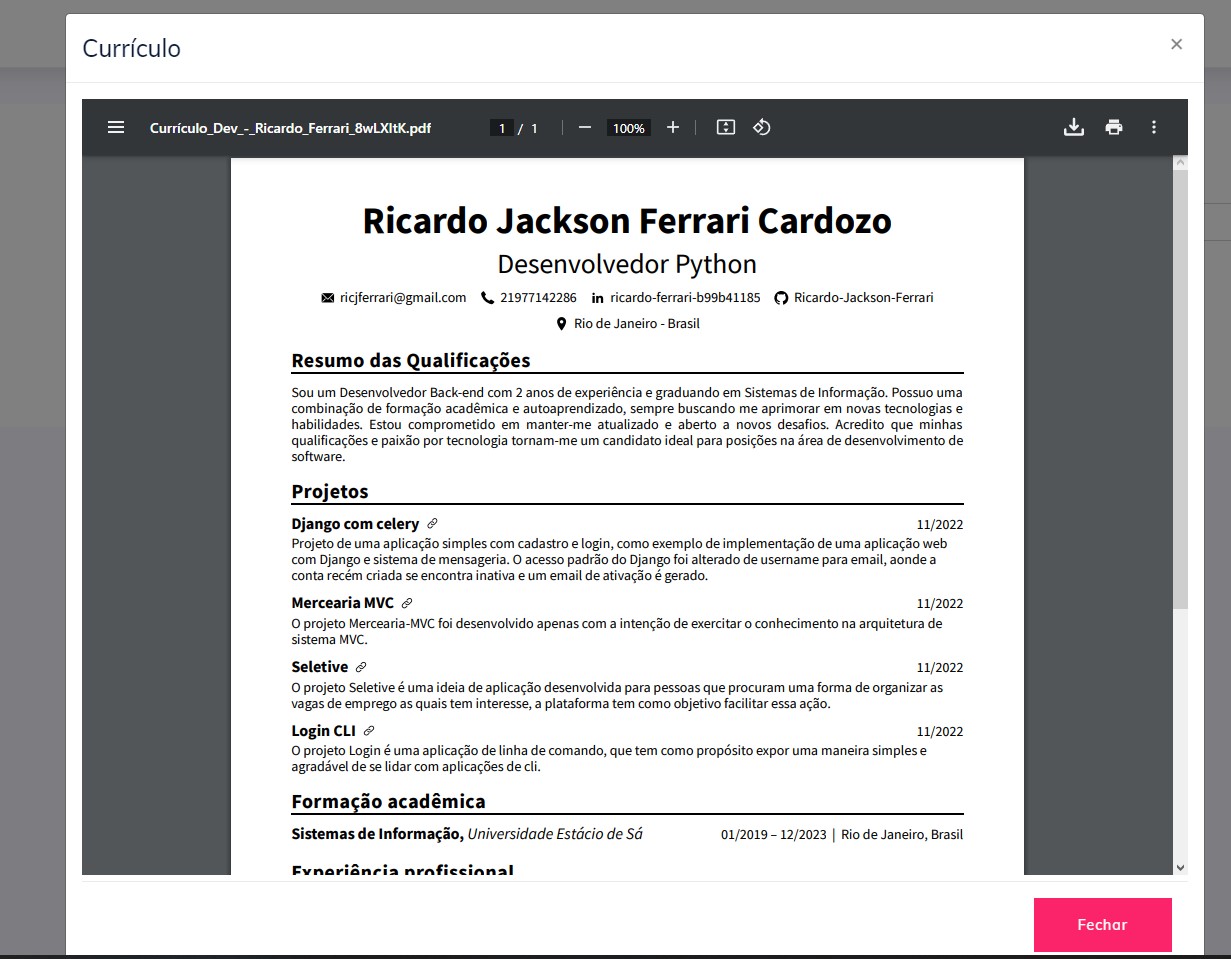 Currículo
×
Currículo_Dev_-_Ricardo_Ferrari_8wLXItK.pdf
1 / 1
100%
Ricardo Jackson Ferrari Cardozo
Desenvolvedor Python
ricjferrari@gmail.com 21977142286 ricardo-ferrari-b99b41185 Ricardo-Jackson-Ferrari
Rio de Janeiro - Brasil
Resumo das Qualificações
Sou um Desenvolvedor Back-end com 2 anos de experiência e graduando em Sistemas de Informação. Possuo uma
combinação de formação acadêmica e autoaprendizado, sempre buscando me aprimorar em novas tecnologias e
habilidades. Estou comprometido em manter-me atualizado e aberto a novos desafios. Acredito que minhas
qualificações e paixão por tecnologia tornam-me um candidato ideal para posições na área de desenvolvimento de
software.
Projetos
Django com celery 11/2022
Projeto de uma aplicação simples com cadastro e login, como exemplo de implementação de uma aplicação web
com Django e sistema de mensageria. O acesso padrão do Django foi alterado de username para email, aonde a
conta recém criada se encontra inativa e um email de ativação é gerado.
Mercearia MVC 11/2022
O projeto Mercearia-MVC foi desenvolvido apenas com a intenção de exercitar o conhecimento na arquitetura de
sistema MVC.
Seletive 11/2022
O projeto Seletive é uma ideia de aplicação desenvolvida para pessoas que procuram uma forma de organizar as
vagas de emprego as quais tem interesse, a plataforma tem como objetivo facilitar essa ação.
Login CLI 11/2022
O projeto Login é uma aplicação de linha de comando, que tem como propósito expor uma maneira simples e
agradável de se lidar com aplicações de cli.
Formação acadêmica
Sistemas de Informação, Universidade Estácio de Sá 01/2019 – 12/2023 | Rio de Janeiro, Brasil
Experiência profissional
Fechar